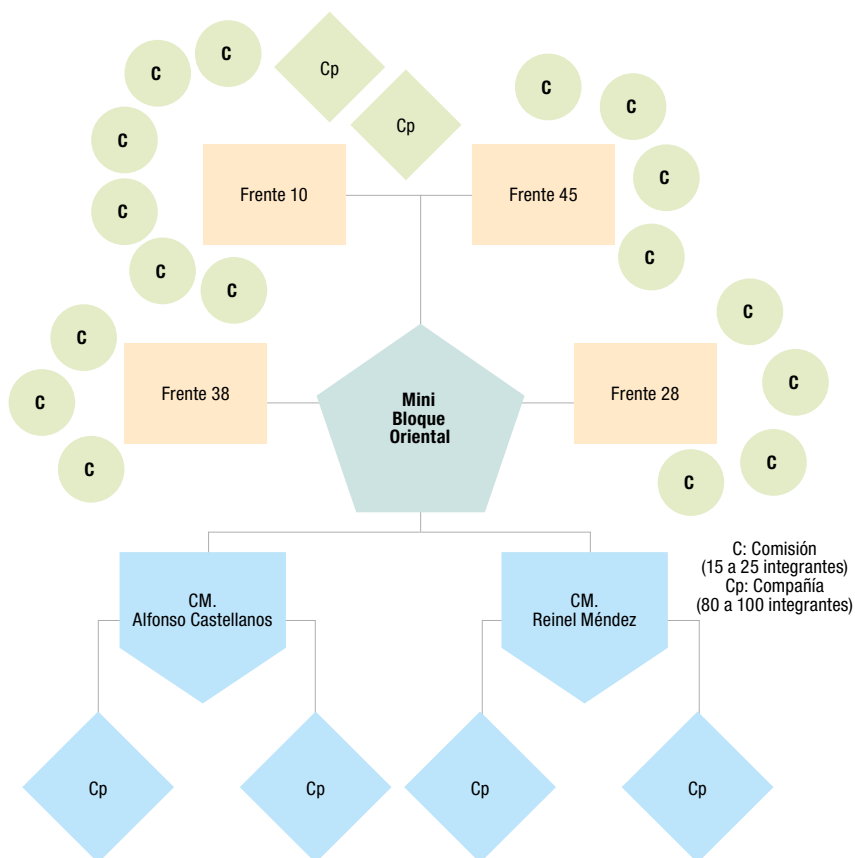 C
C
Cp
Cp
C
C
C
C
C
C
C
C
C
Frente 10
Frente 45
C
C
C
C
C
C
C
C
Frente 38
Frente 28
Mini
Bloque
Oriental
C: Comisión
(15 a 25 integrantes)
Cp: Compañía
(80 a 100 integrantes)
CM.
Alfonso Castellanos
CM.
Reinel Méndez
Cp
Cp
Cp
Cp